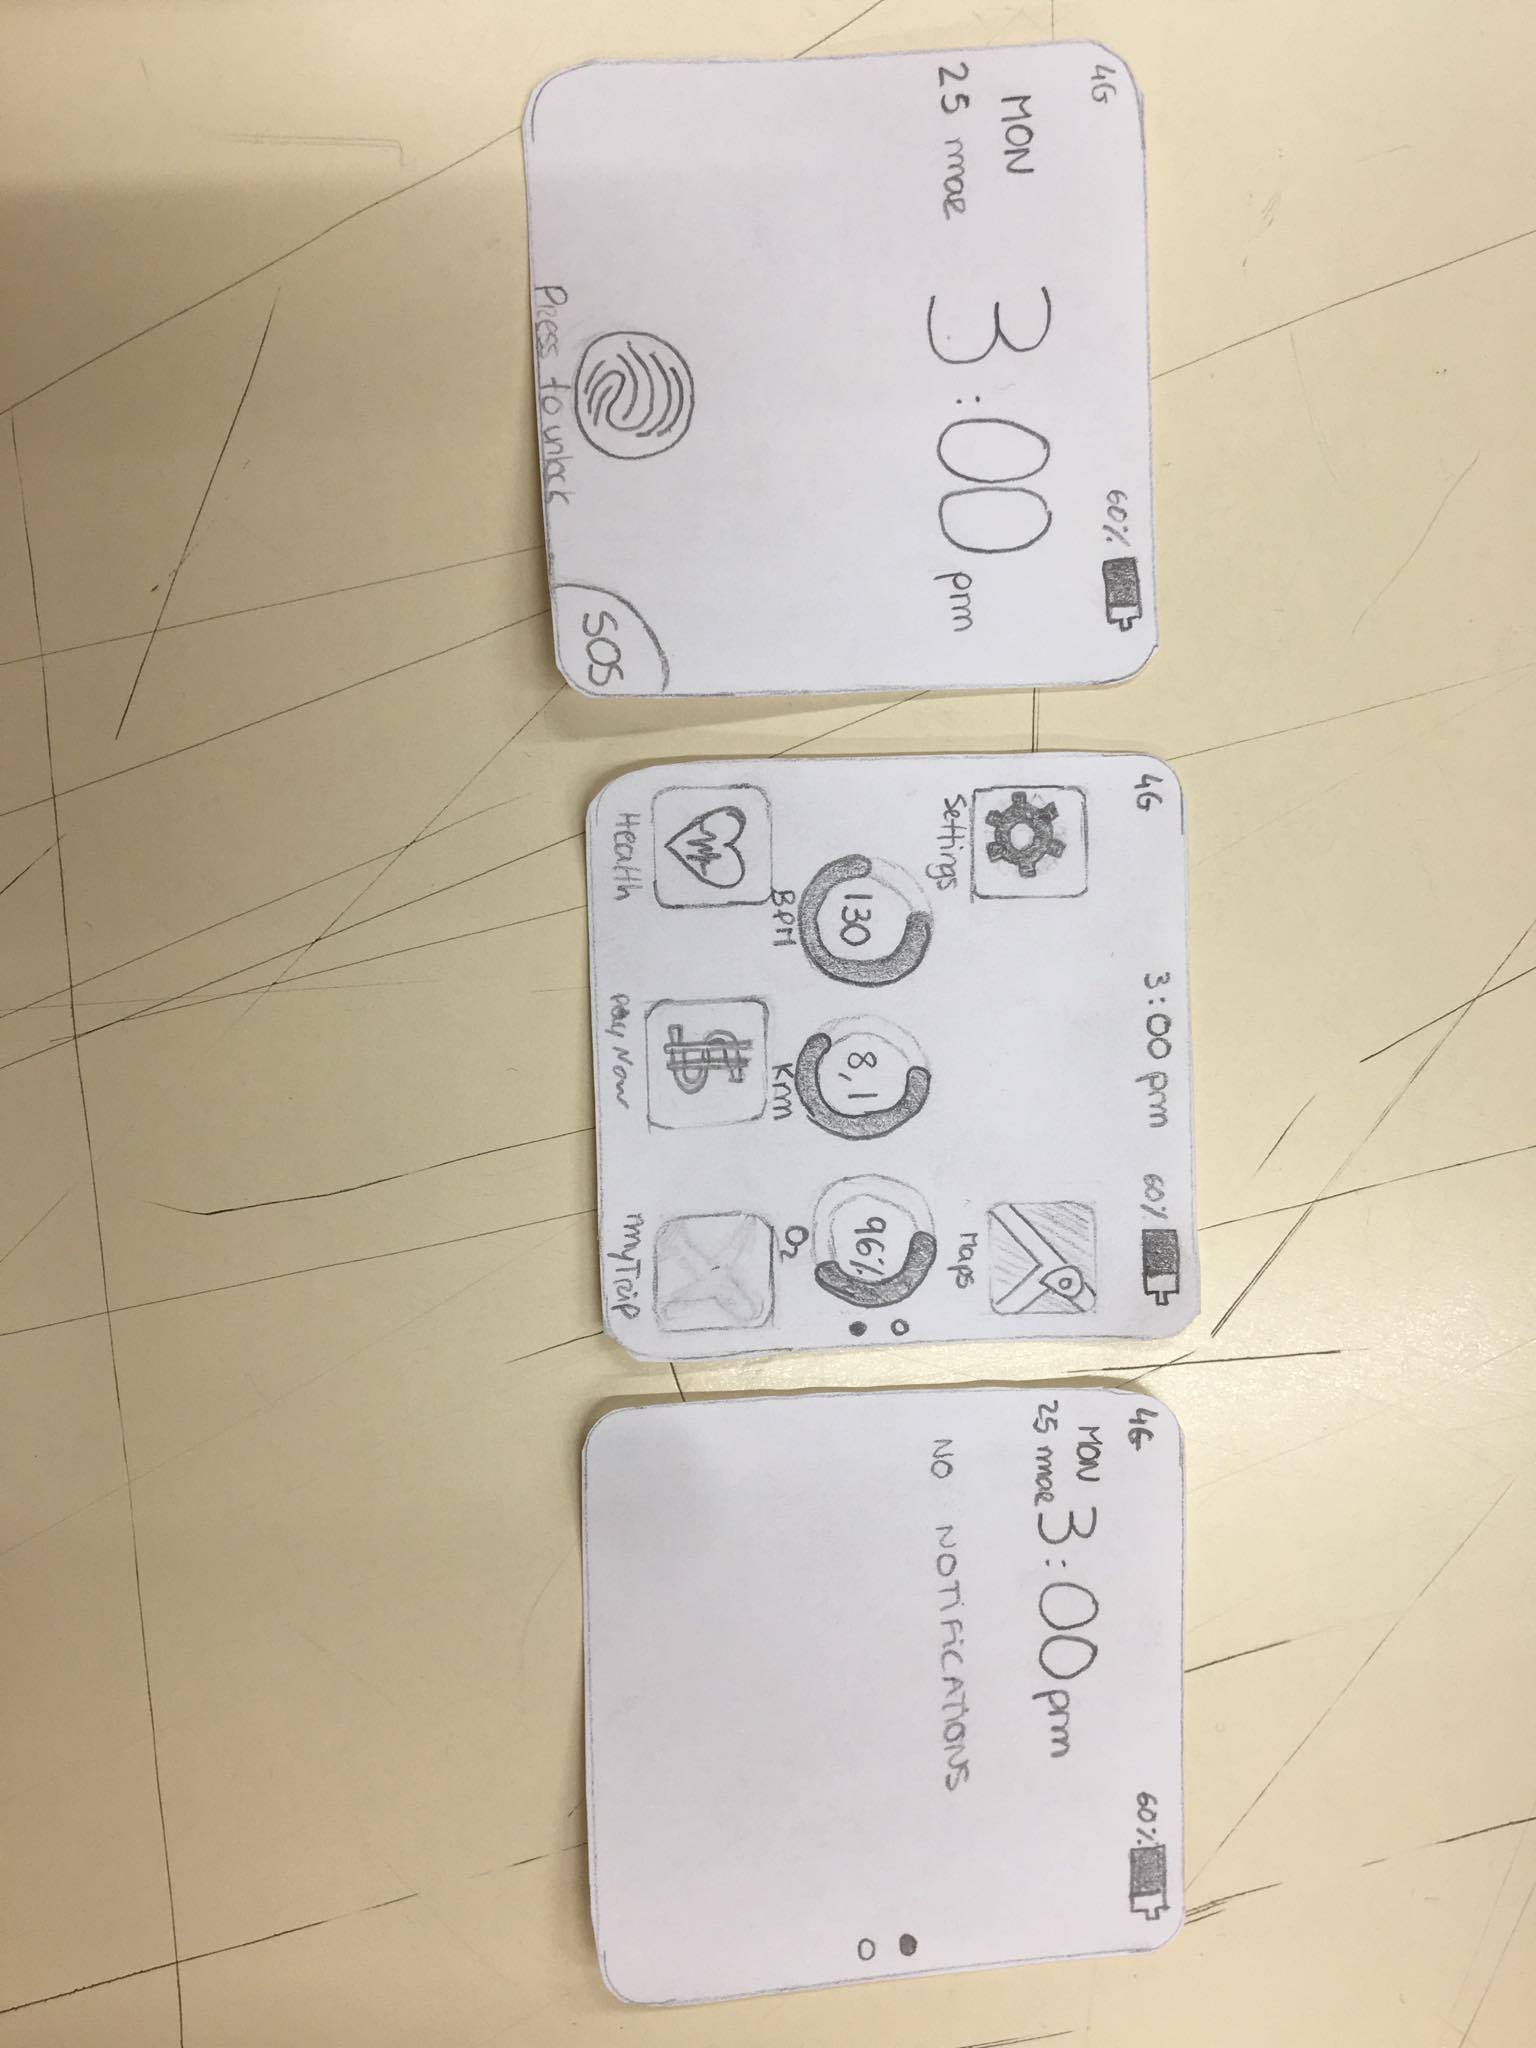 4G 60%
MON
25 mar 3:00 pm
Press to unlock
SOS
4G 3:00 pm 60%
Settings Maps
130 8,1 96%
BPM Km O2
Health Pay Now myTrip
4G 60%
MON
25 mar 3:00 pm
NO NOTIFICATIONS